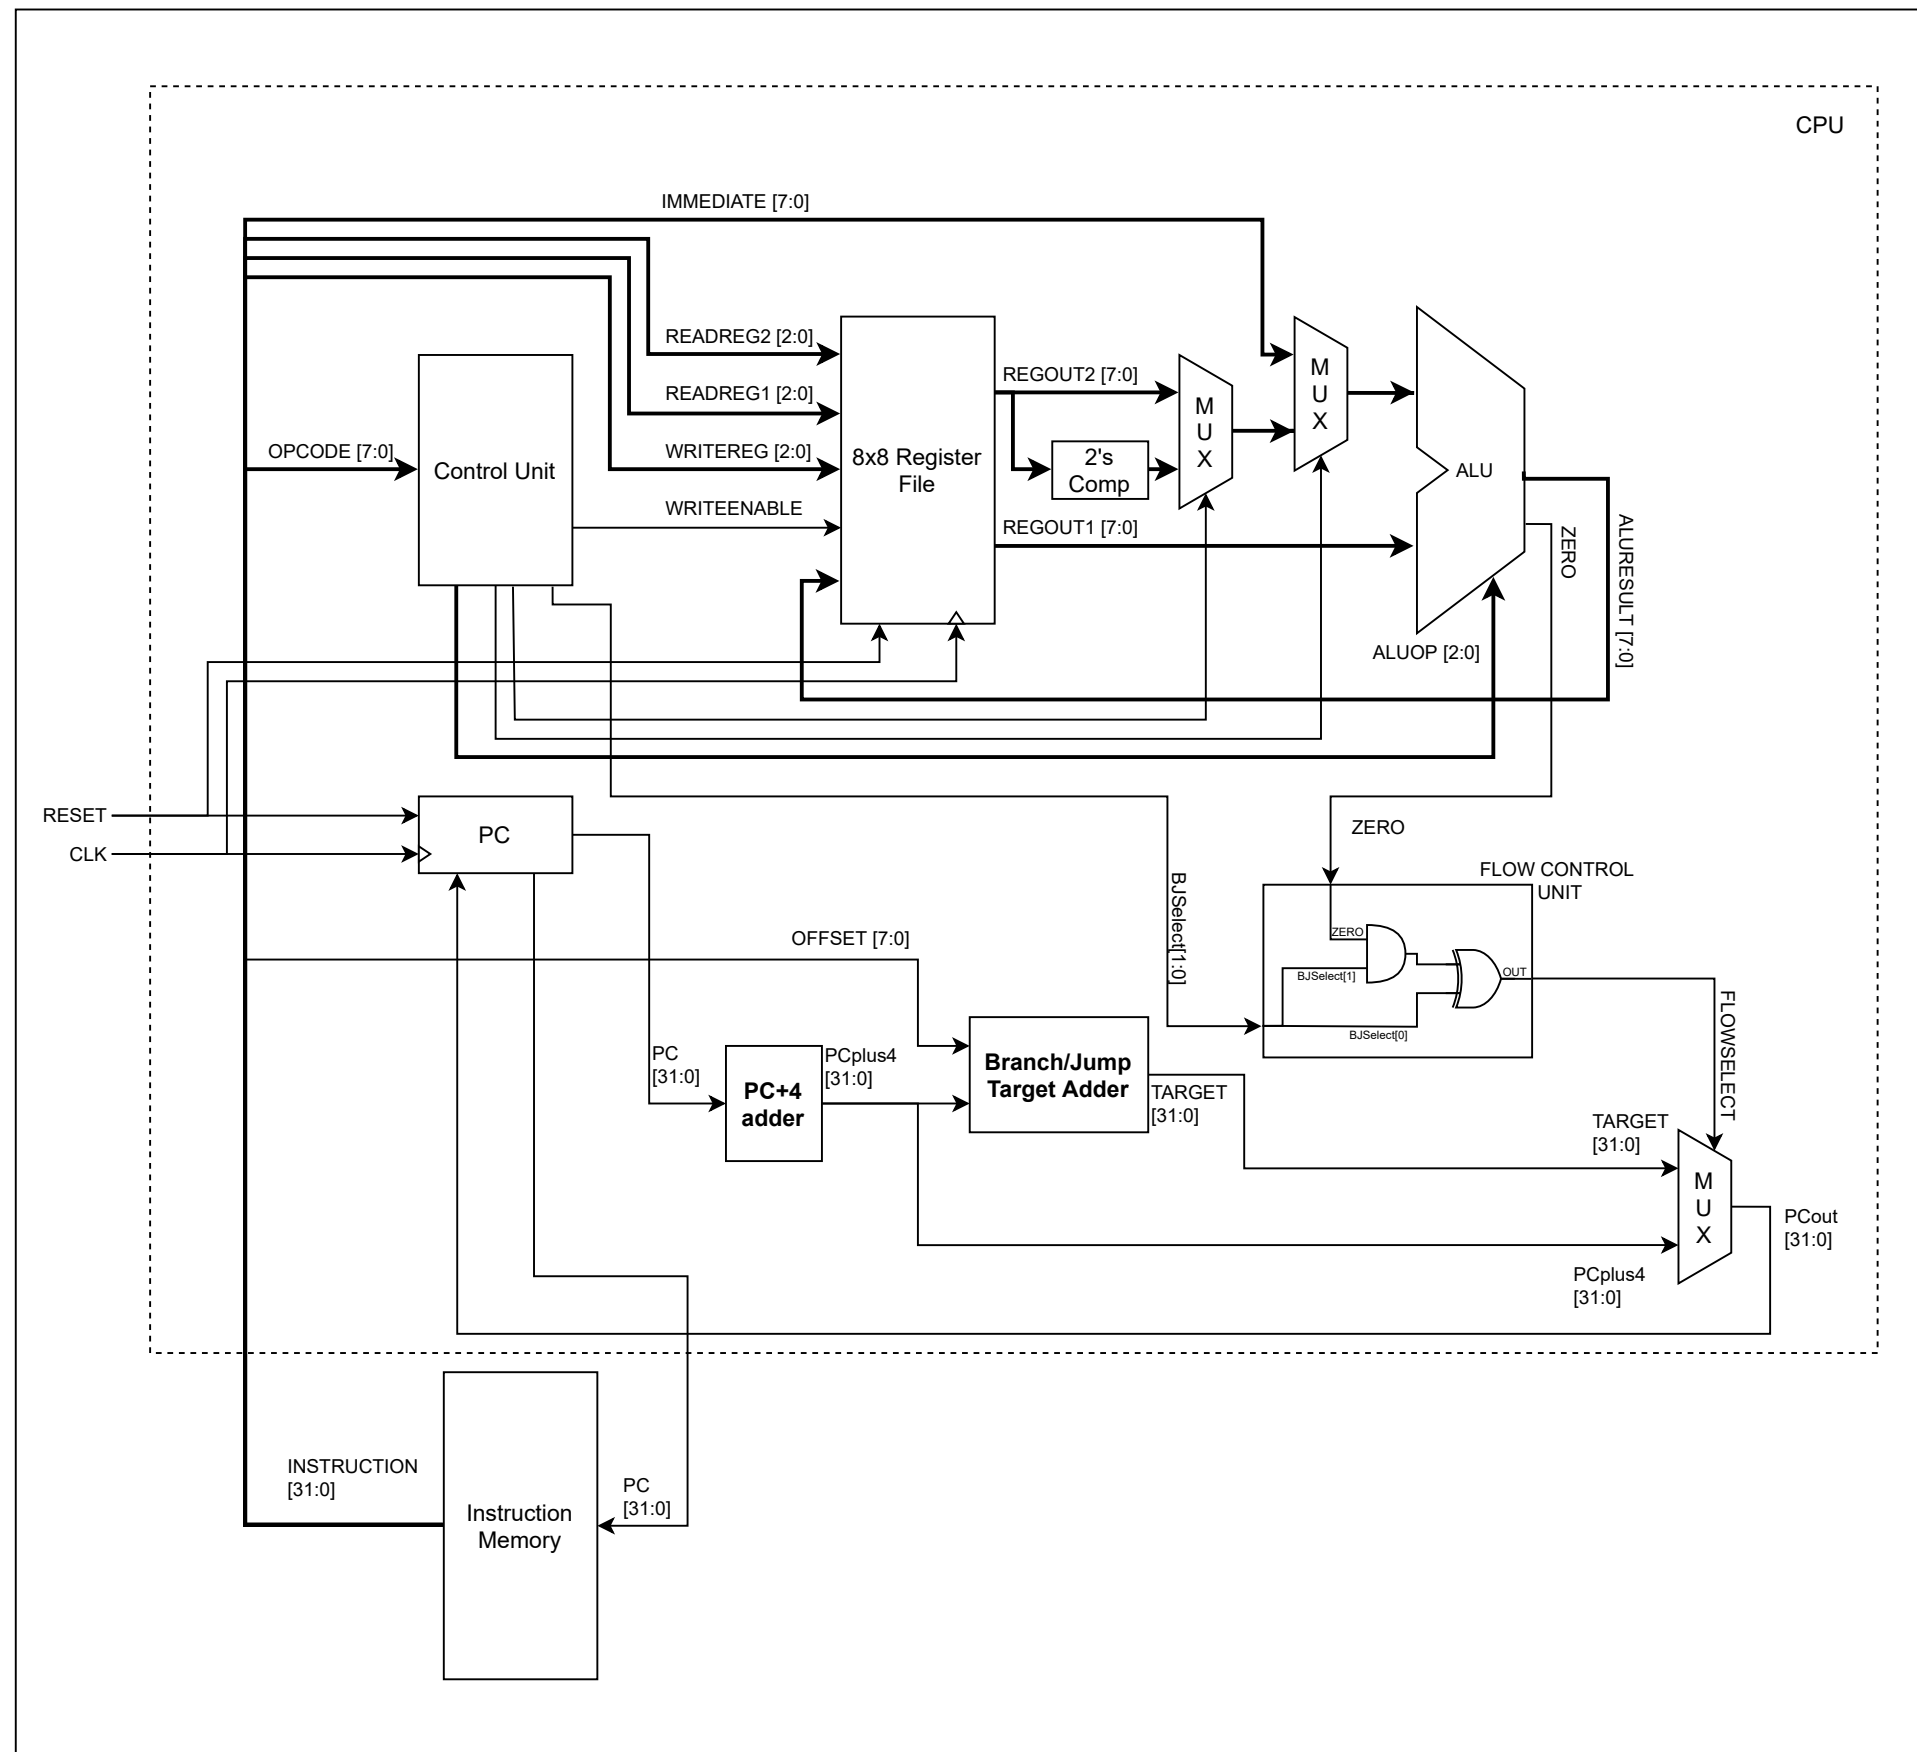 CPU
IMMEDIATE [7:0]
READREG2 [2:0]
READREG1 [2:0]
WRITEREG [2:0]
WRITEENABLE
OPCODE [7:0]
Control Unit
8x8 Register
File
REGOUT2 [7:0]
2's
Comp
REGOUT1 [7:0]
M
U
X
M
U
X
ALU
ZERO
ALURESULT [7:0]
ALUOP [2:0]
RESET
CLK
PC
ZERO
FLOW CONTROL
UNIT
BJSelect[1:0]
ZERO
BJSelect[1]
BJSelect[0]
OUT
FLOWSELECT
OFFSET [7:0]
PC
[31:0]
PC+4
adder
PCplus4
[31:0]
Branch/Jump
Target Adder
TARGET
[31:0]
TARGET
[31:0]
M
U
X
PCplus4
[31:0]
PCout
[31:0]
INSTRUCTION
[31:0]
Instruction
Memory
PC
[31:0]